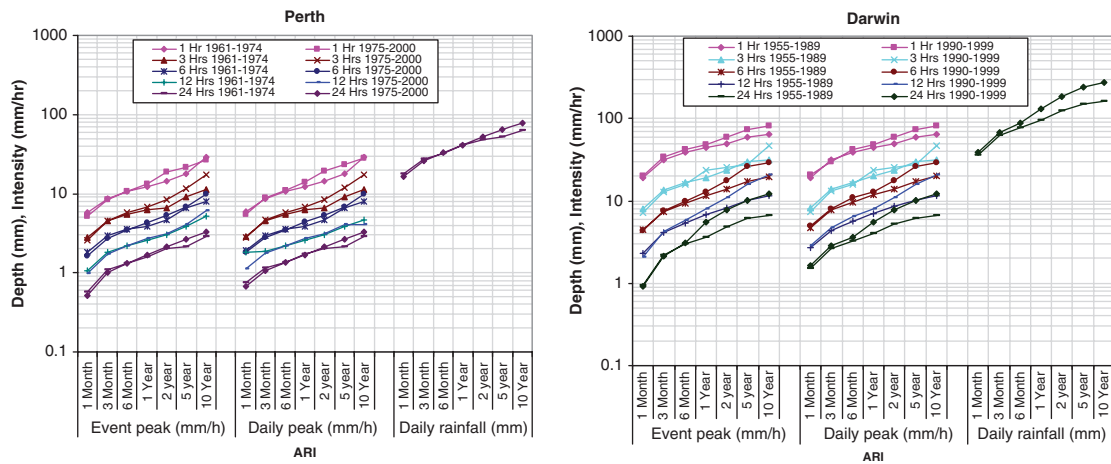 Perth
Depth (mm), Intensity (mm/hr)
1000
100
10
1
0.1
1 Hr 1961-1974
1 Hr 1975-2000
3 Hrs 1961-1974
3 Hrs 1975-2000
6 Hrs 1961-1974
6 Hrs 1975-2000
12 Hrs 1961-1974
12 Hrs 1975-2000
24 Hrs 1961-1974
24 Hrs 1975-2000
1 Month
3 Month
6 Month
1 Year
2 year
5 year
10 Year
1 Month
3 Month
6 Month
1 Year
2 year
5 year
10 Year
1 Month
3 Month
6 Month
1 Year
2 year
5 year
10 Year
Event peak (mm/h)
Daily peak (mm/h)
Daily rainfall (mm)
ARI
Darwin
Depth (mm), Intensity (mm/hr)
1000
100
10
1
0.1
1 Hr 1955-1989
1 Hr 1990-1999
3 Hrs 1955-1989
3 Hrs 1990-1999
6 Hrs 1955-1989
6 Hrs 1990-1999
12 Hrs 1955-1989
12 Hrs 1990-1999
24 Hrs 1955-1989
24 Hrs 1990-1999
1 Month
3 Month
6 Month
1 Year
2 year
5 year
10 Year
1 Month
3 Month
6 Month
1 Year
2 year
5 year
10 Year
1 Month
3 Month
6 Month
1 Year
2 year
5 year
10 Year
Event peak (mm/h)
Daily peak (mm/h)
Daily rainfall (mm)
ARI